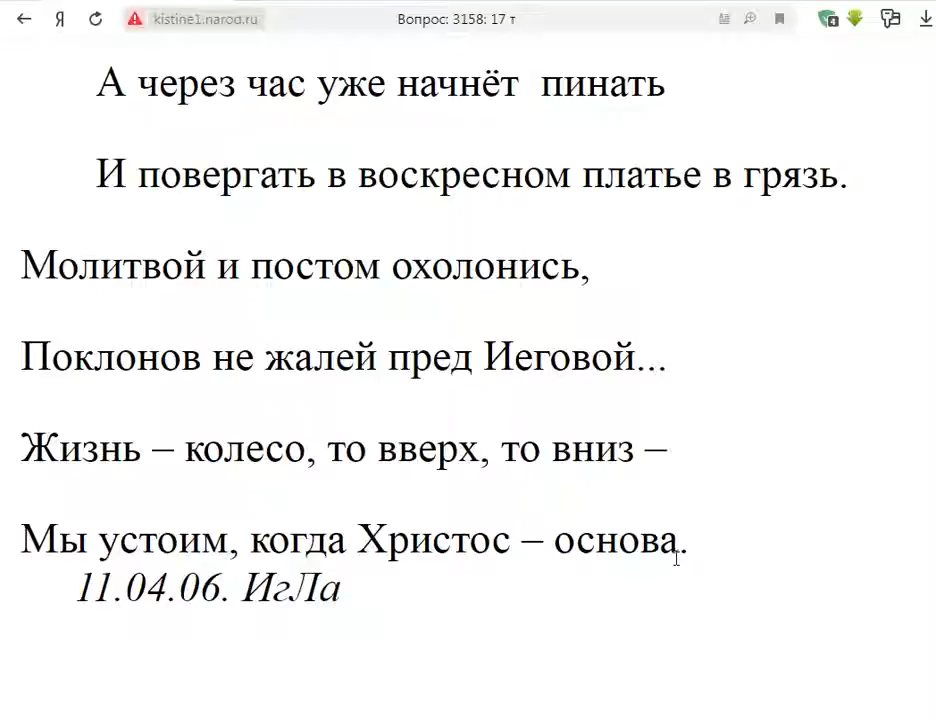 kistine1.narod.ru Вопрос: 3158: 17 т 4
А через час уже начнёт пинать
И повергать в воскресном платье в грязь.
Молитвой и постом охолонись,
Поклонов не жалей пред Иеговой...
Жизнь – колесо, то вверх, то вниз –
Мы устоим, когда Христос – основа.
11.04.06. ИгЛа